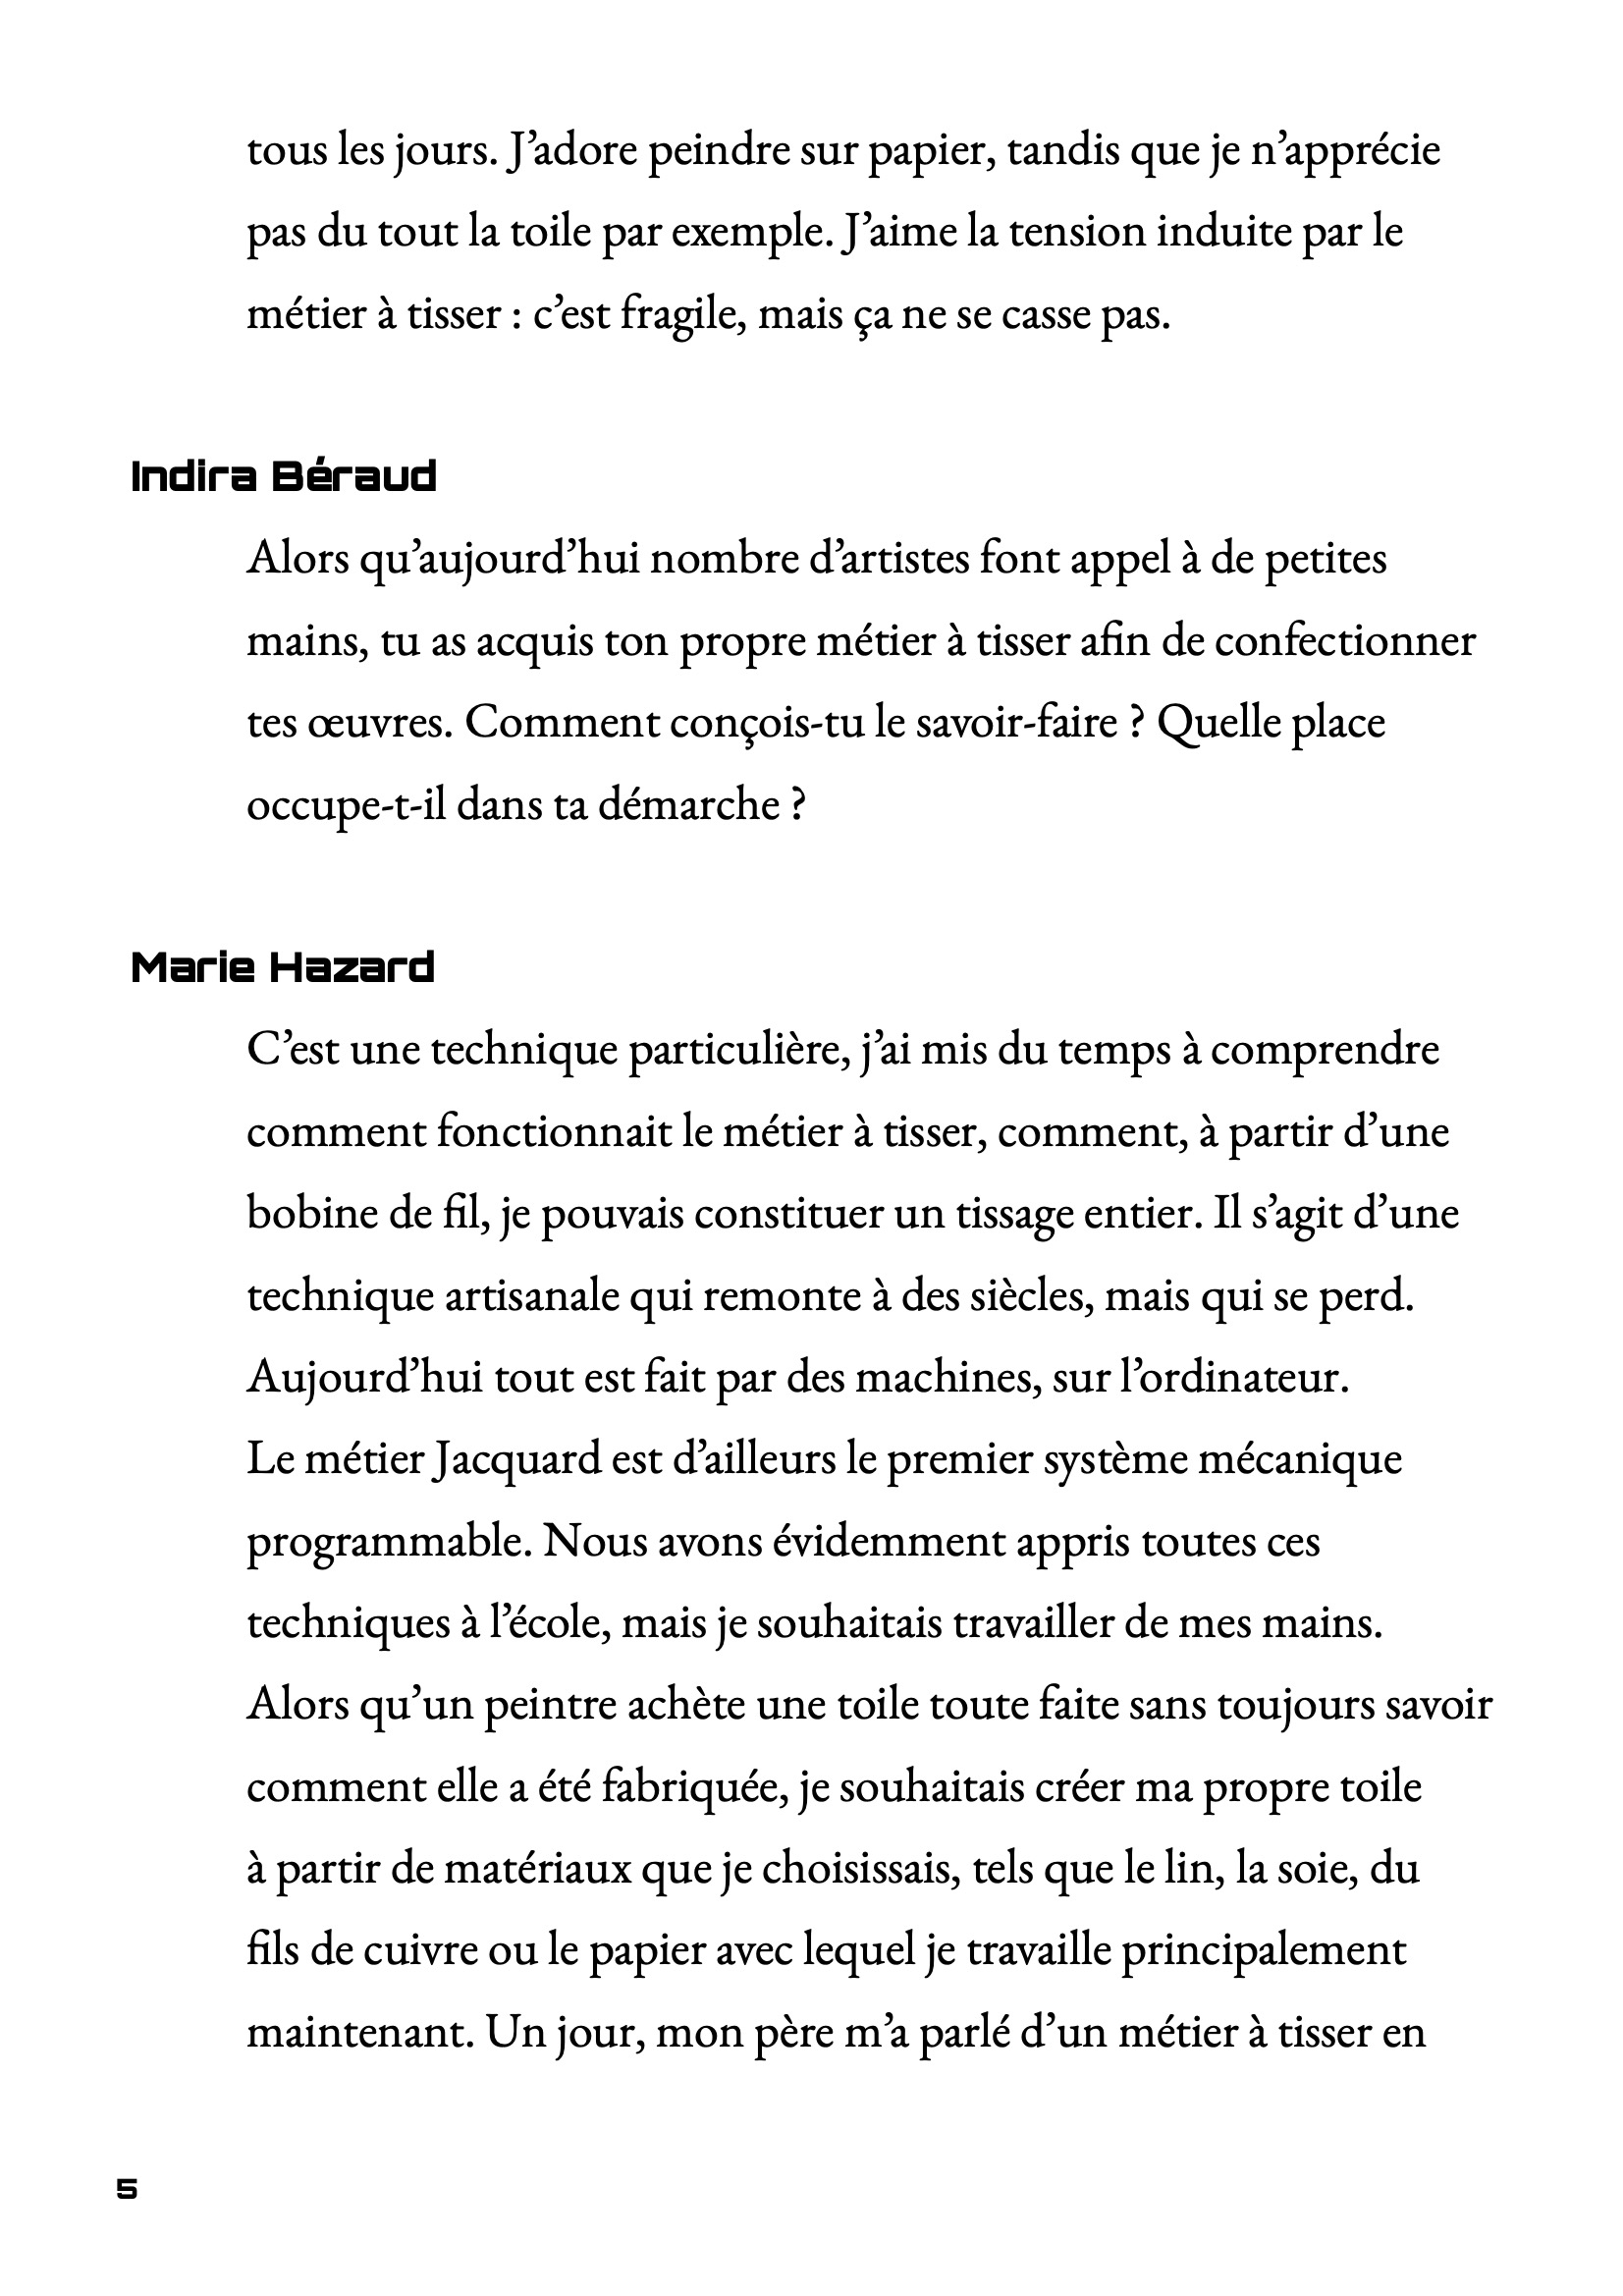 tous les jours. J’adore peindre sur papier, tandis que je n’apprécie
pas du tout la toile par exemple. J’aime la tension induite par le
métier à tisser : c’est fragile, mais ça ne se casse pas.
Indira Béraud
Alors qu’aujourd’hui nombre d’artistes font appel à de petites
mains, tu as acquis ton propre métier à tisser afin de confectionner
tes œuvres. Comment conçois-tu le savoir-faire ? Quelle place
occupe-t-il dans ta démarche ?
Marie Hazard
C’est une technique particulière, j’ai mis du temps à comprendre
comment fonctionnait le métier à tisser, comment, à partir d’une
bobine de fil, je pouvais constituer un tissage entier. Il s’agit d’une
technique artisanale qui remonte à des siècles, mais qui se perd.
Aujourd’hui tout est fait par des machines, sur l’ordinateur.
Le métier Jacquard est d’ailleurs le premier système mécanique
programmable. Nous avons évidemment appris toutes ces
techniques à l’école, mais je souhaitais travailler de mes mains.
Alors qu’un peintre achète une toile toute faite sans toujours savoir
comment elle a été fabriquée, je souhaitais créer ma propre toile
à partir de matériaux que je choisissais, tels que le lin, la soie, du
fils de cuivre ou le papier avec lequel je travaille principalement
maintenant. Un jour, mon père m’a parlé d’un métier à tisser en
5